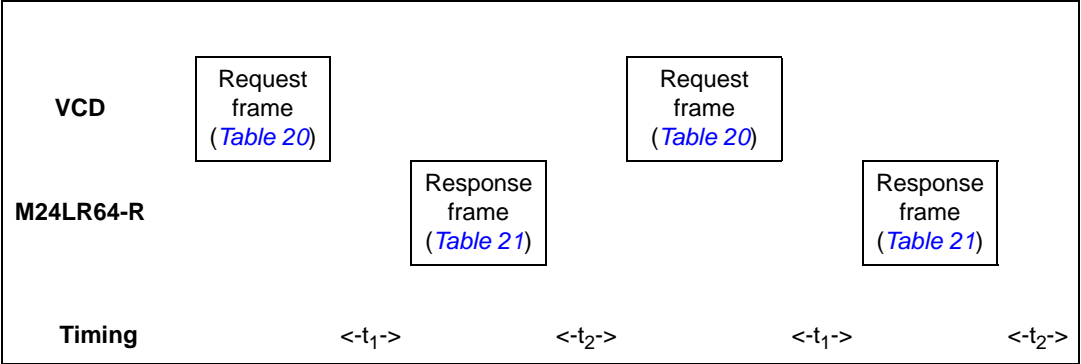 VCD
Request
frame
(Table 20)
Request
frame
(Table 20)
M24LR64-R
Response
frame
(Table 21)
Response
frame
(Table 21)
Timing <-t₁-> <-t₂-> <-t₁-> <-t₂->